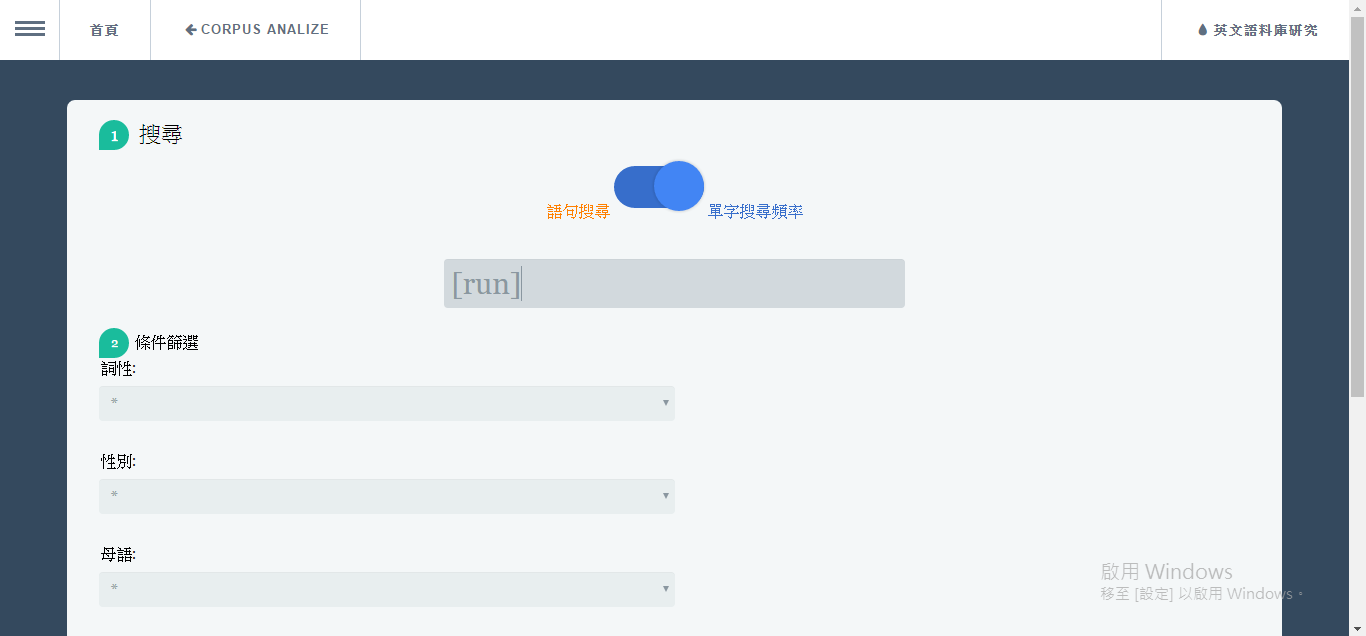 首頁
CORPUS ANALIZE
英文語料庫研究
1 搜尋
語句搜尋
單字搜尋頻率
[run]
2 條件篩選
詞性:
*
性別:
*
母語:
*
啟用 Windows
移至 [設定] 以啟用 Windows。